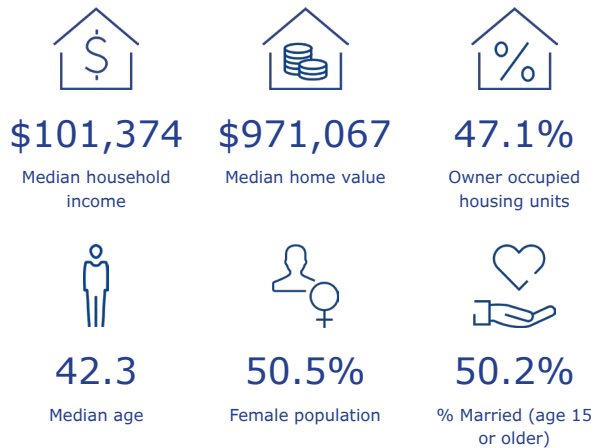 $101,374
Median household
income
$971,067
Median home value
47.1%
Owner occupied
housing units
42.3
Median age
50.5%
Female population
50.2%
% Married (age 15
or older)